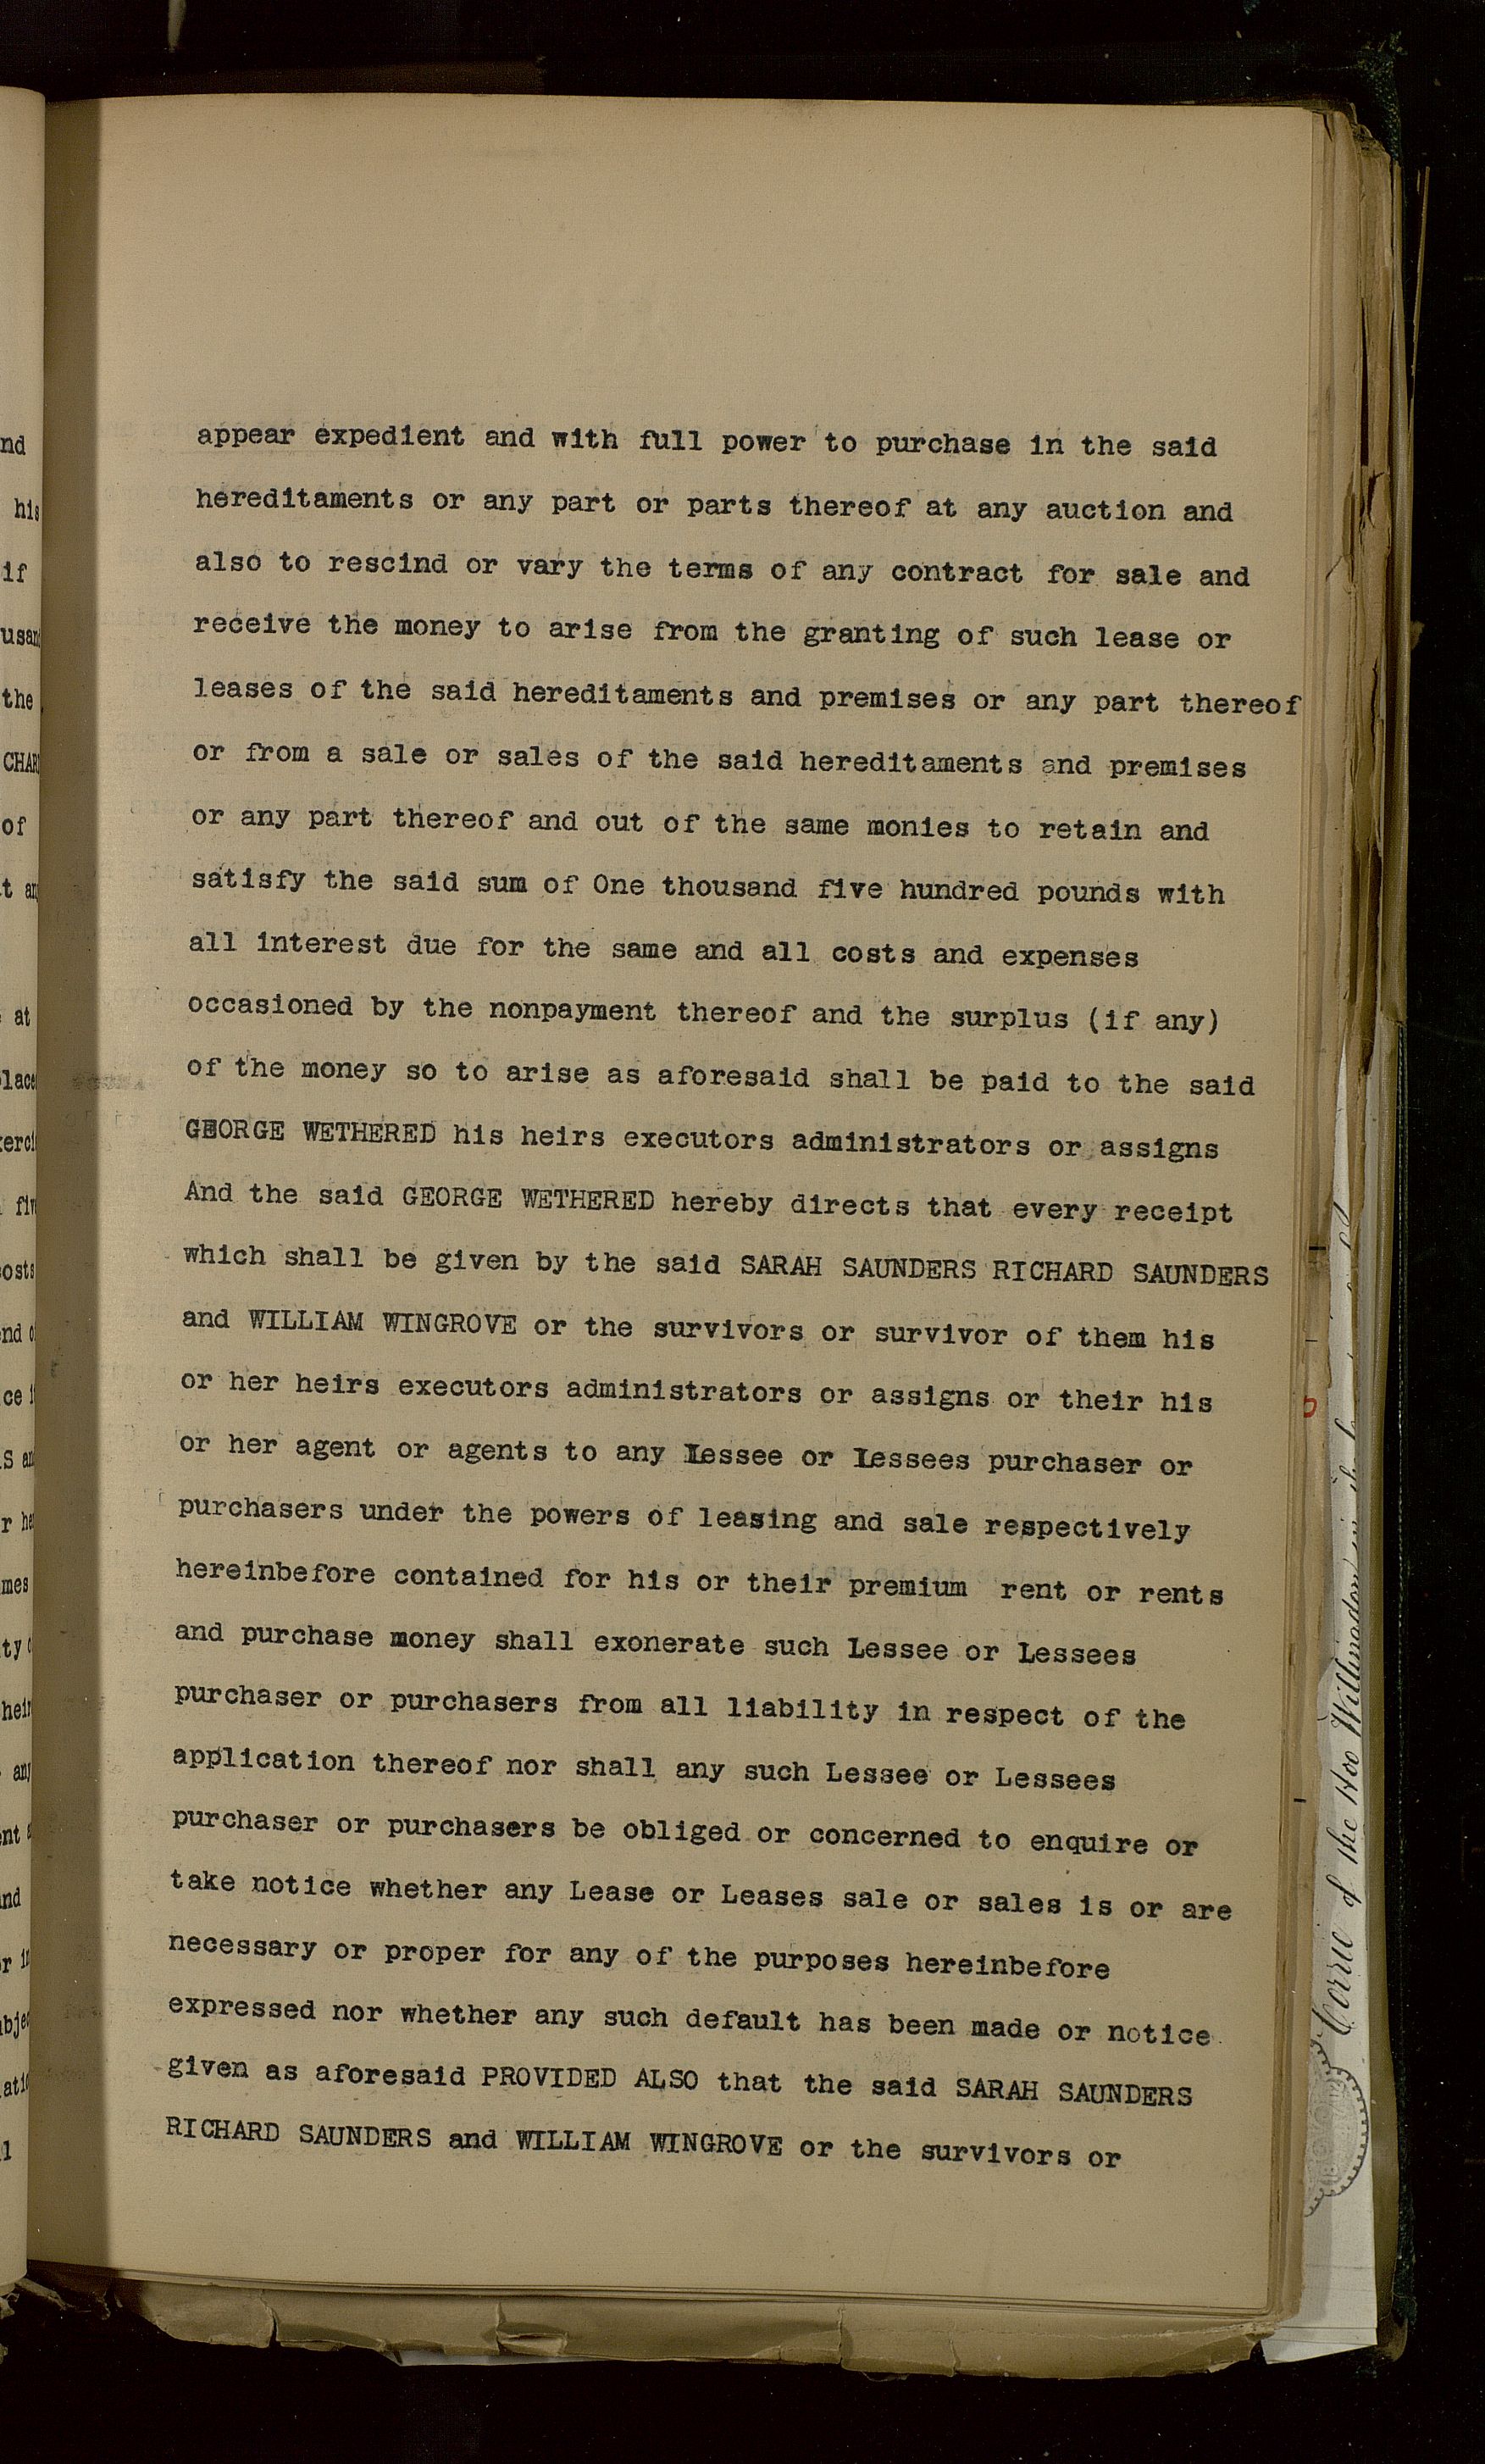 appear expedient and with full power to purchase in the said
hereditaments or any part or parts thereof at any auction and
also to rescind or vary the terms of any contract for sale and
receive the money to arise from the granting of such lease or
leases of the said hereditaments and premises or any part thereof
or from a sale or sales of the said hereditaments and premises
or any part thereof and out of the same monies to retain and
satisfy the said sum of One thousand five hundred pounds with
all interest due for the same and all costs and expenses
occasioned by the nonpayment thereof and the surplus (if any)
of the money so to arise as aforesaid shall be paid to the said
GEORGE WETHERED his heirs executors administrators or assigns
And the said GEORGE WETHERED hereby directs that every receipt
which shall be given by the said SARAH SAUNDERS RICHARD SAUNDERS
and WILLIAM WINGROVE or the survivors or survivor of them his
or her heirs executors administrators or assigns or their his
or her agent or agents to any Lessee or Lessees purchaser or
purchasers under the powers of leasing and sale respectively
hereinbefore contained for his or their premium rent or rents
and purchase money shall exonerate such Lessee or Lessees
purchaser or purchasers from all liability in respect of the
application thereof nor shall any such Lessee or Lessees
purchaser or purchasers be obliged or concerned to enquire or
take notice whether any Lease or Leases sale or sales is or are
necessary or proper for any of the purposes hereinbefore
expressed nor whether any such default has been made or notice
given as aforesaid PROVIDED ALSO that the said SARAH SAUNDERS
RICHARD SAUNDERS and WILLIAM WINGROVE or the survivors or
Corrie of the Hoo Willingdon in the